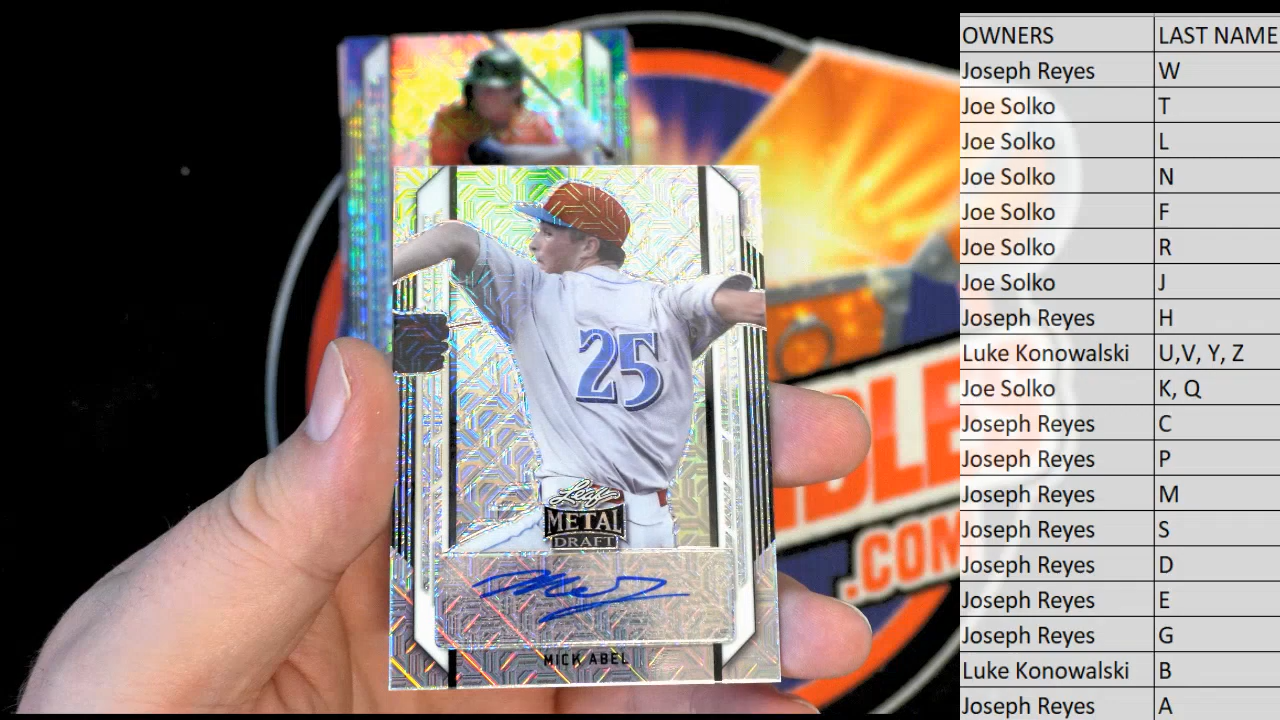 25
Leaf
METAL
DRAFT
MICK ABEL
.COM
OWNERS LAST NAME
Joseph Reyes W
Joe Solko T
Joe Solko L
Joe Solko N
Joe Solko F
Joe Solko R
Joe Solko J
Joseph Reyes H
Luke Konowalski U,V, Y, Z
Joe Solko K, Q
Joseph Reyes C
Joseph Reyes P
Joseph Reyes M
Joseph Reyes S
Joseph Reyes D
Joseph Reyes E
Joseph Reyes G
Luke Konowalski B
Joseph Reyes A